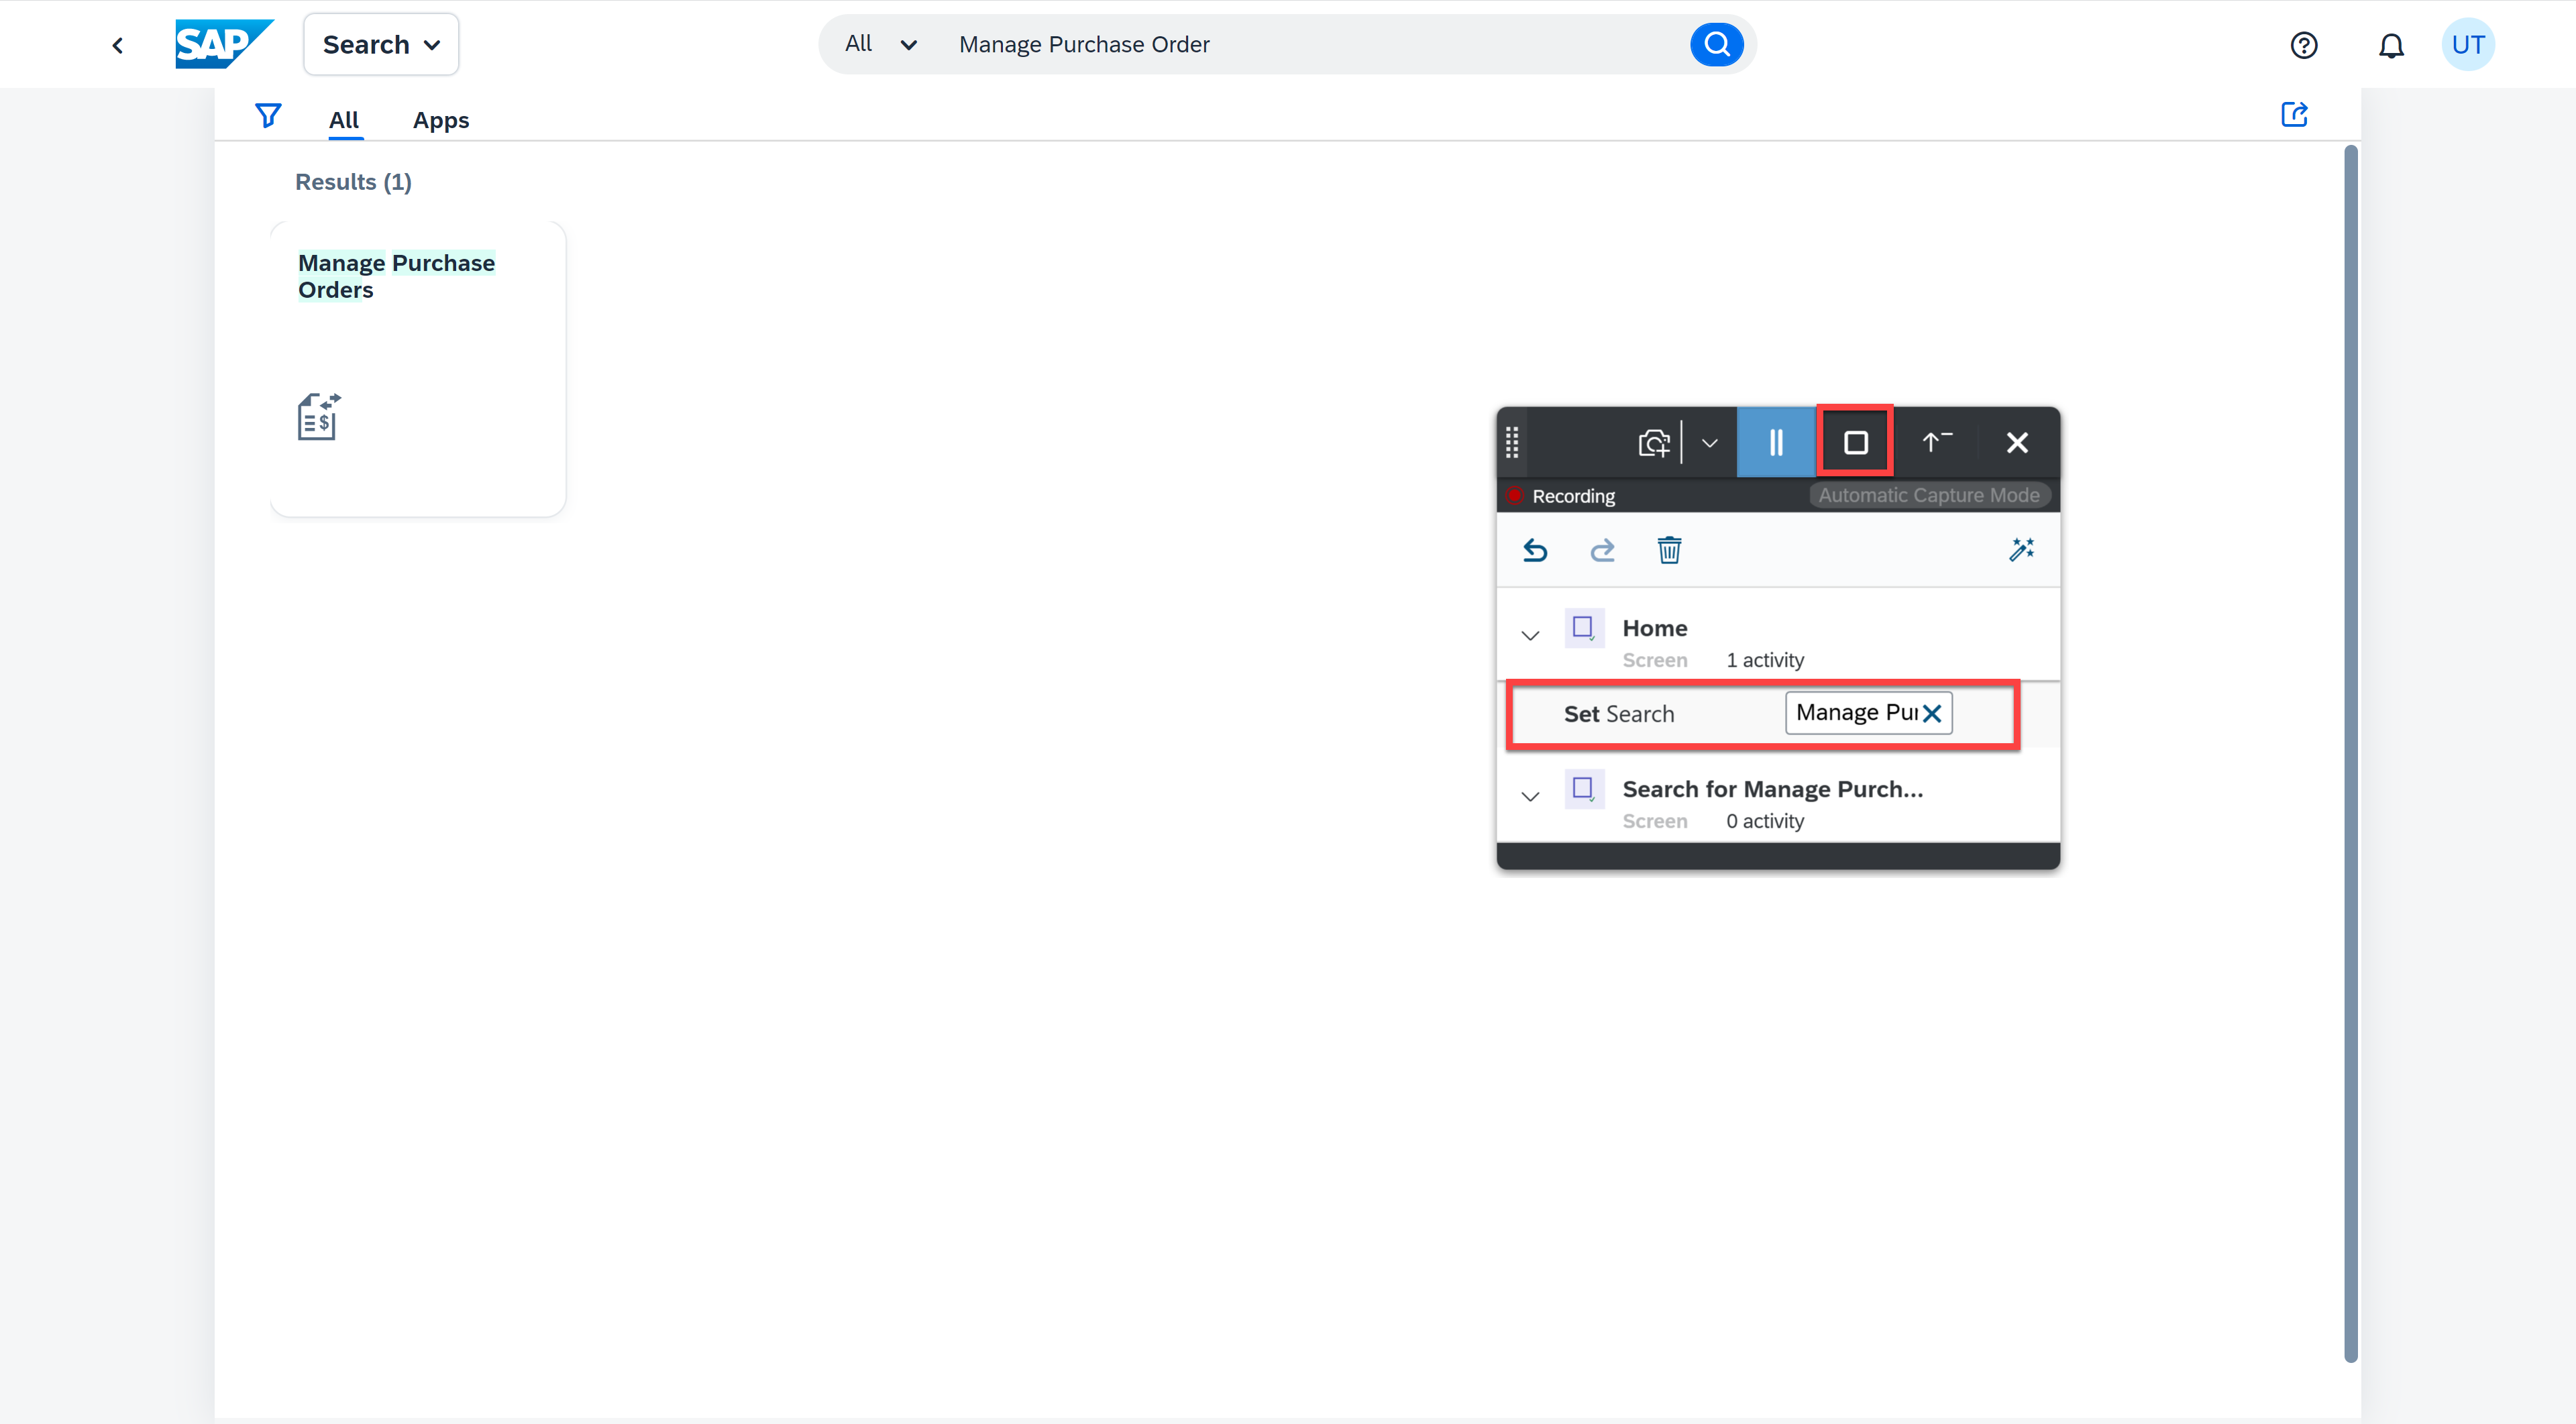 SAP Search All Manage Purchase Order UT
All Apps
Results (1)
Manage Purchase
Orders
Recording Automatic Capture Mode
Home
Screen 1 activity
Set Search Manage Pur
Search for Manage Purch...
Screen 0 activity